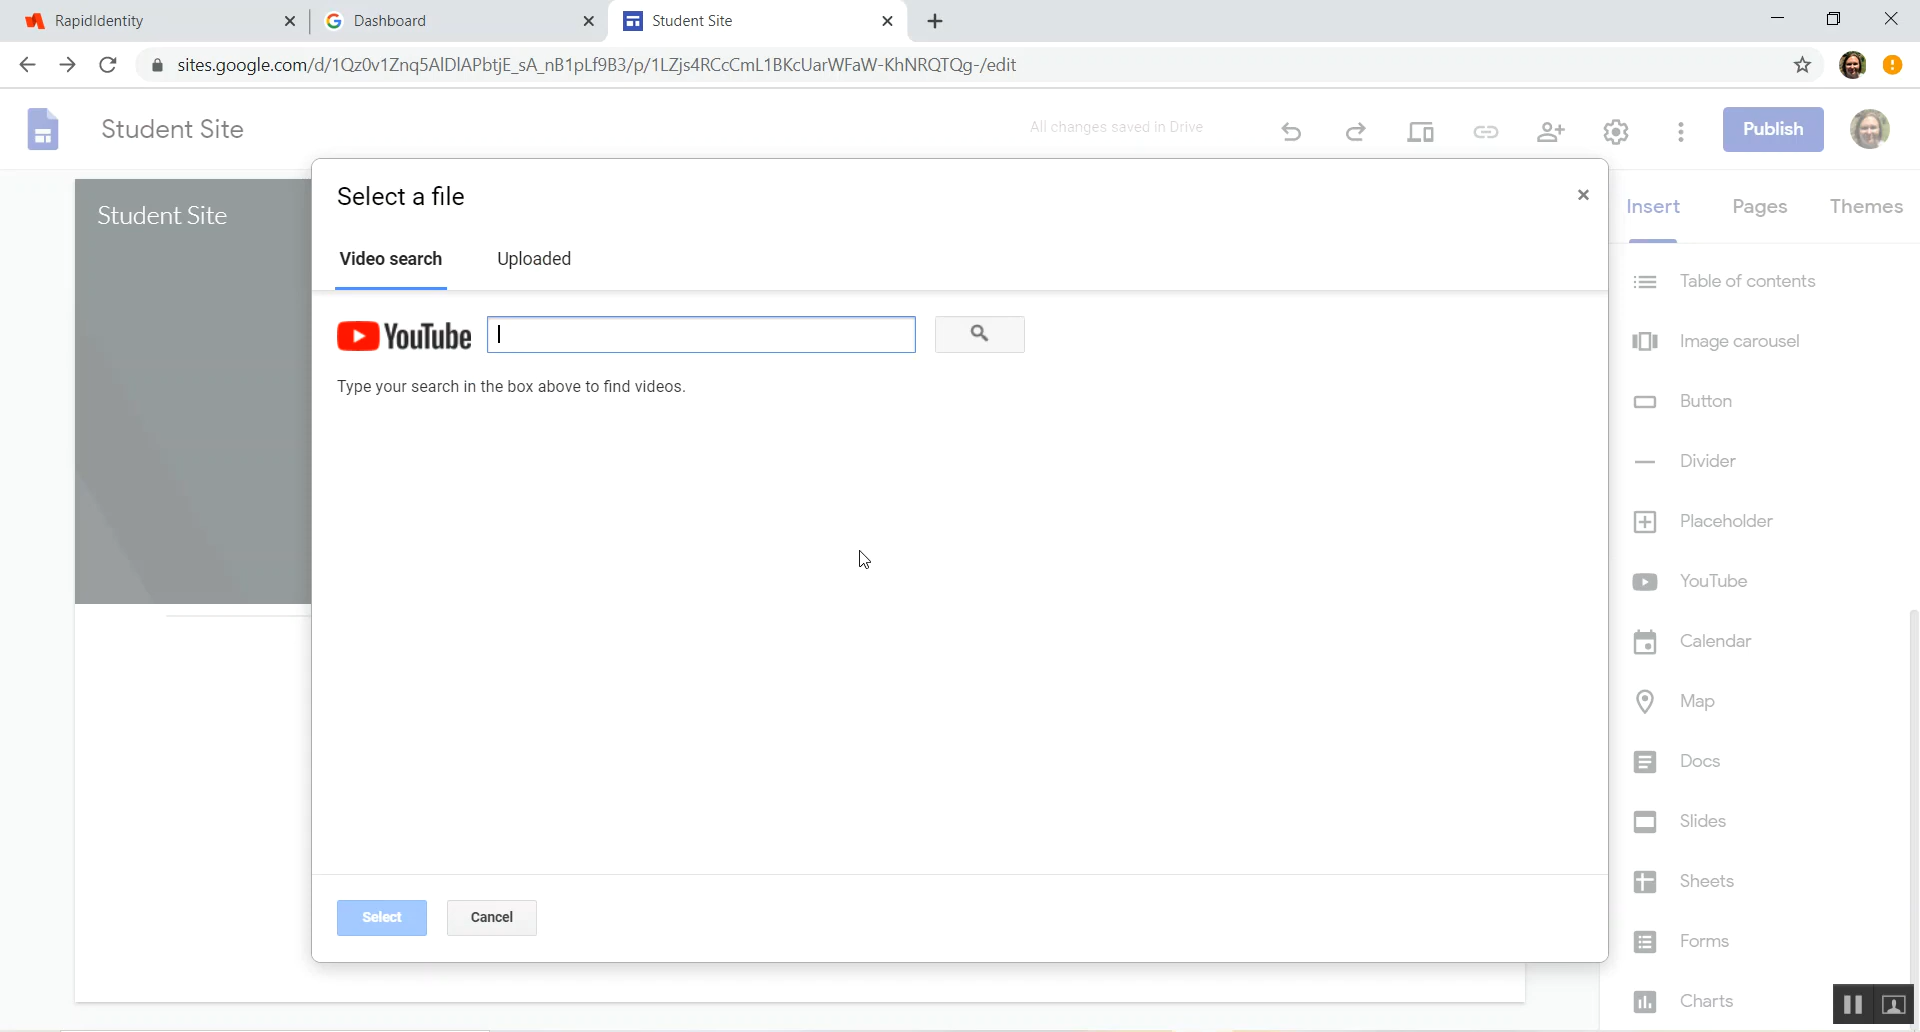 RapidIdentity
Dashboard
Student Site
sites.google.com/d/1Qz0v1Znq5AlDlAPbtjE_sA_nB1pLf9B3/p/1LZjs4RCcCmL1BKcUarWFaW-KhNRQTQg-/edit
Student Site
All changes saved in Drive
Publish
Student Site
Select a file
Insert
Pages
Themes
Video search
Uploaded
Table of contents
YouTube
Image carousel
Type your search in the box above to find videos.
Button
Divider
Placeholder
YouTube
Calendar
Map
Docs
Slides
Sheets
Select
Cancel
Forms
Charts